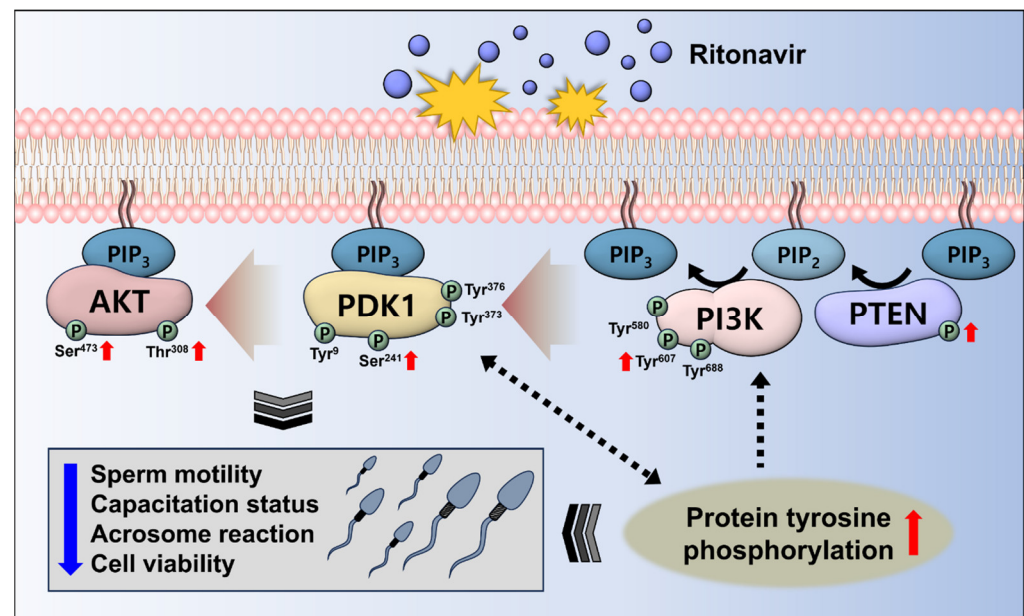 Ritonavir
PIP3
PIP3
PIP3
PIP2
PIP3
AKT
PDK1
PI3K
PTEN
P
P
Ser473
Thr308
P
P
P
P
Tyr376
Tyr373
Tyr9
Ser241
P
P
P
Tyr580
Tyr607
Tyr688
P
Sperm motility
Capacitation status
Acrosome reaction
Cell viability
Protein tyrosine
phosphorylation